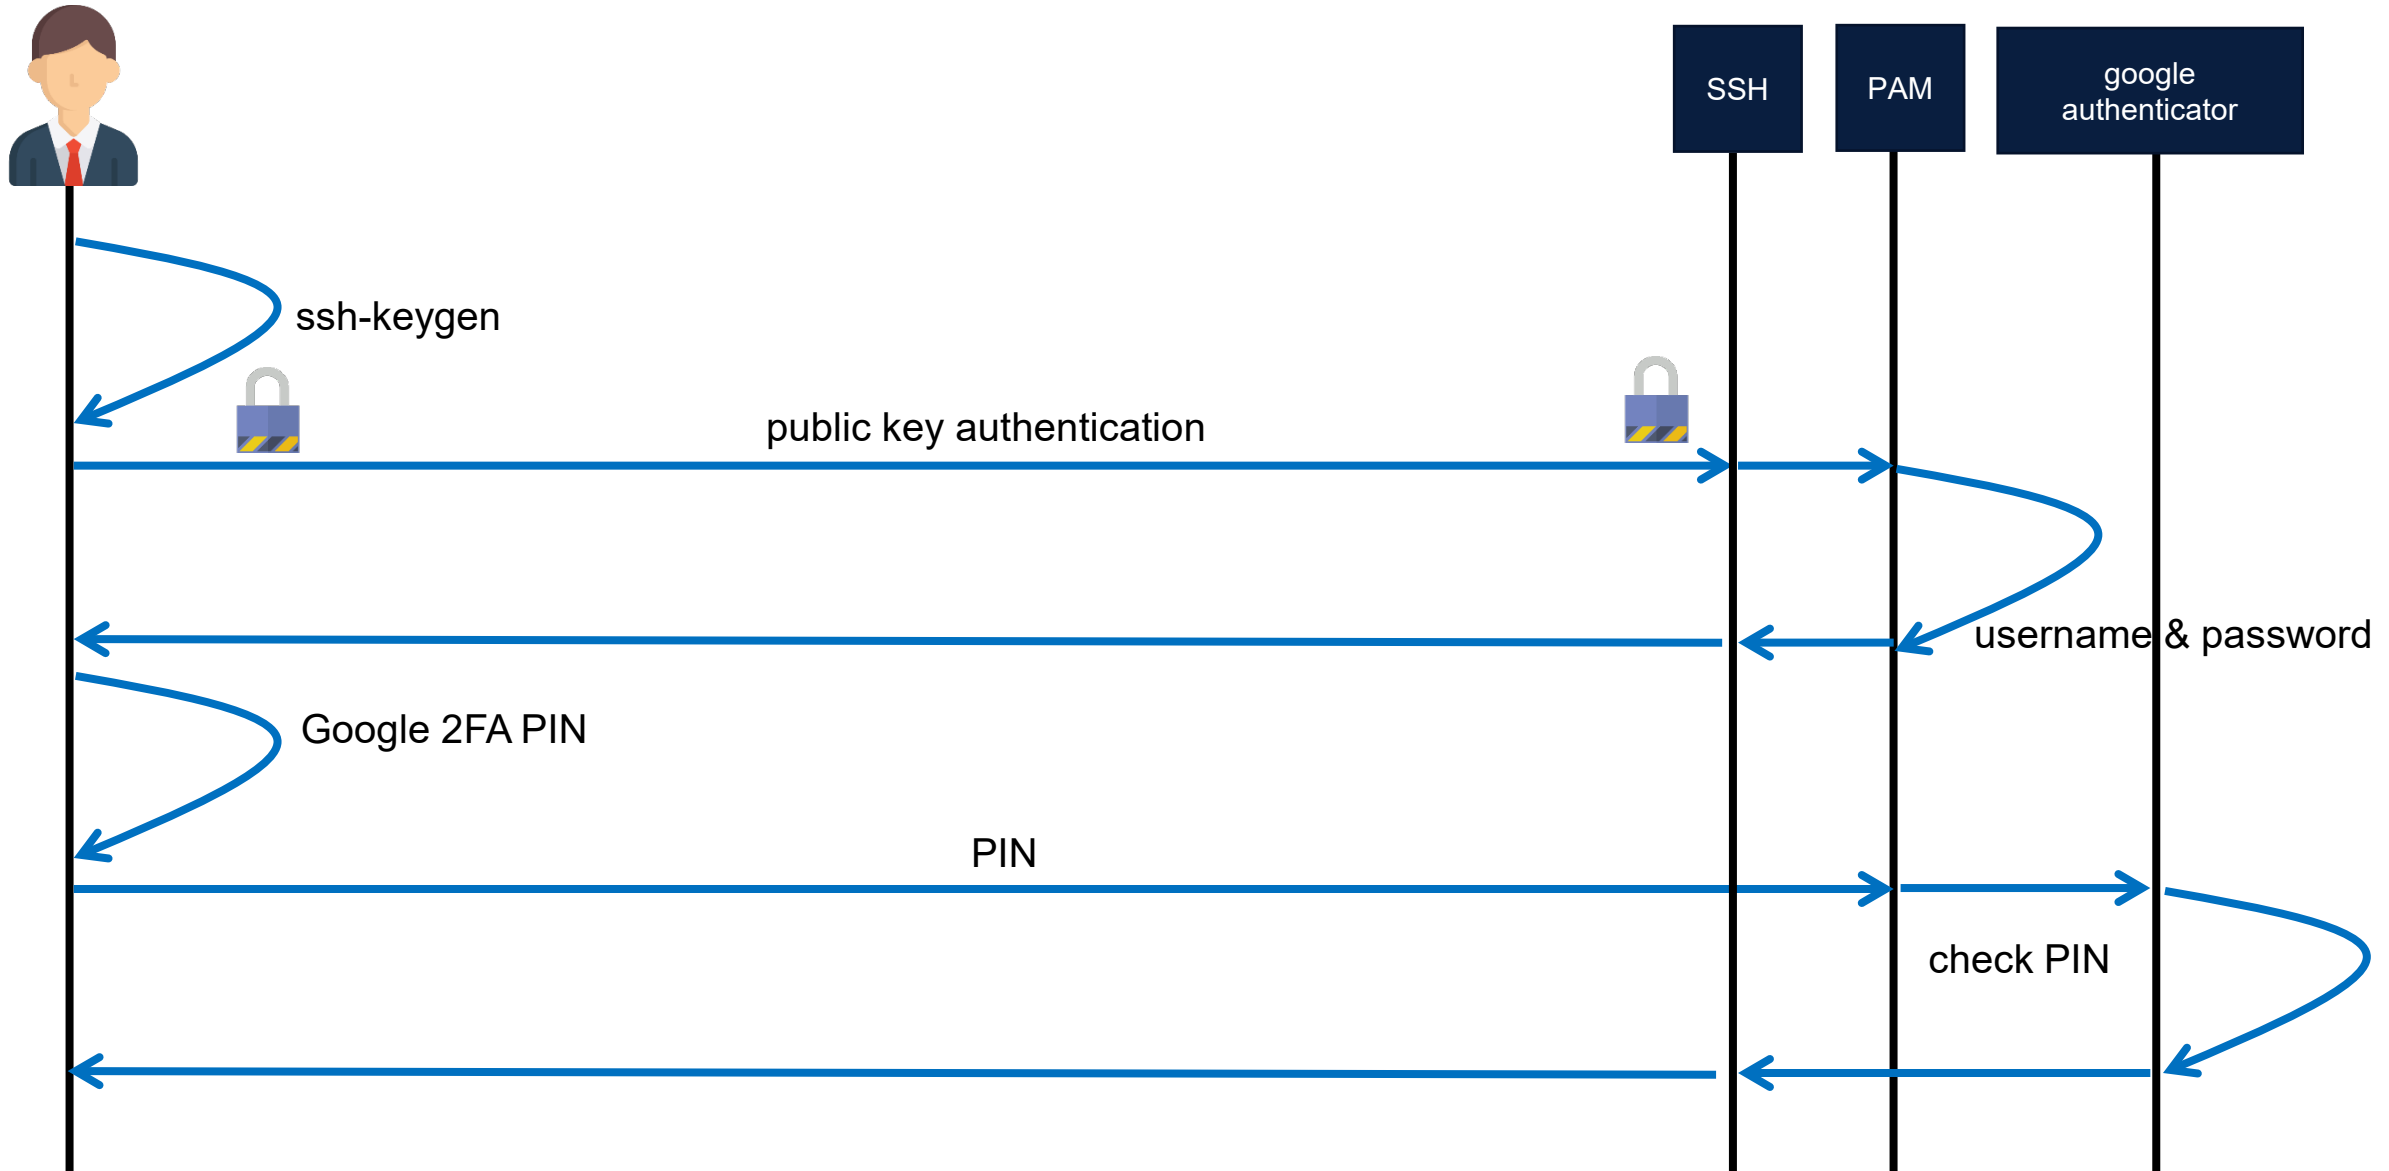 SSH
PAM
google
authenticator
ssh-keygen
public key authentication
username & password
Google 2FA PIN
PIN
check PIN